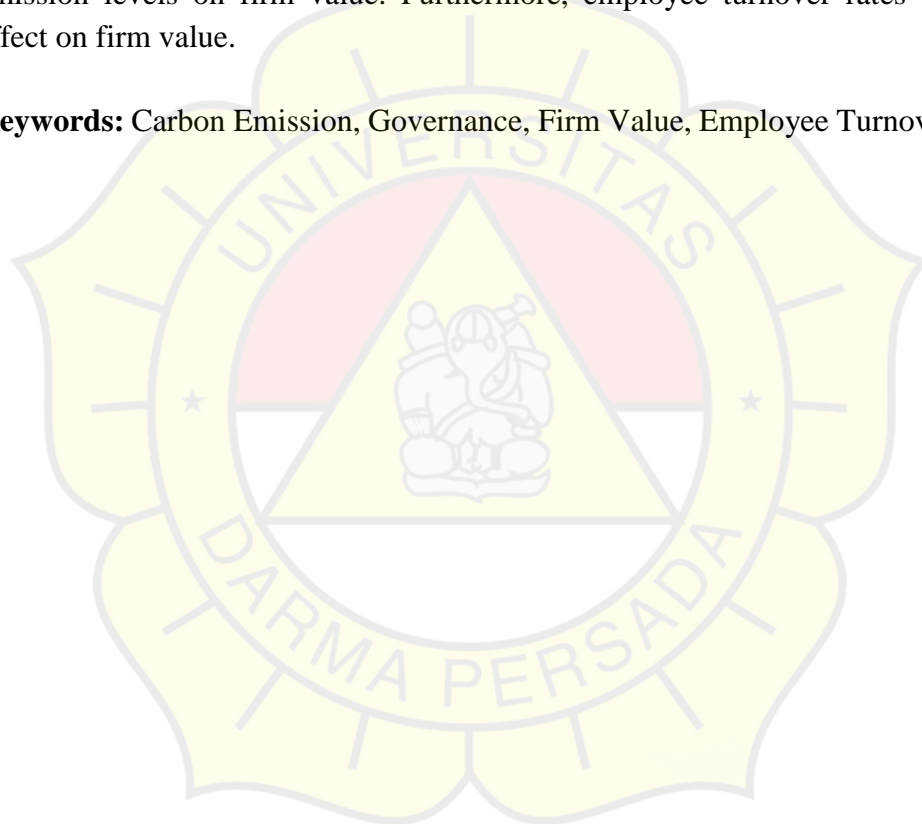 emission levels on firm value. Furthermore, employee turnover rates
effect on firm value.
Keywords: Carbon Emission, Governance, Firm Value, Employee Turnov
UNIVERSITAS
DARMA PERSADA